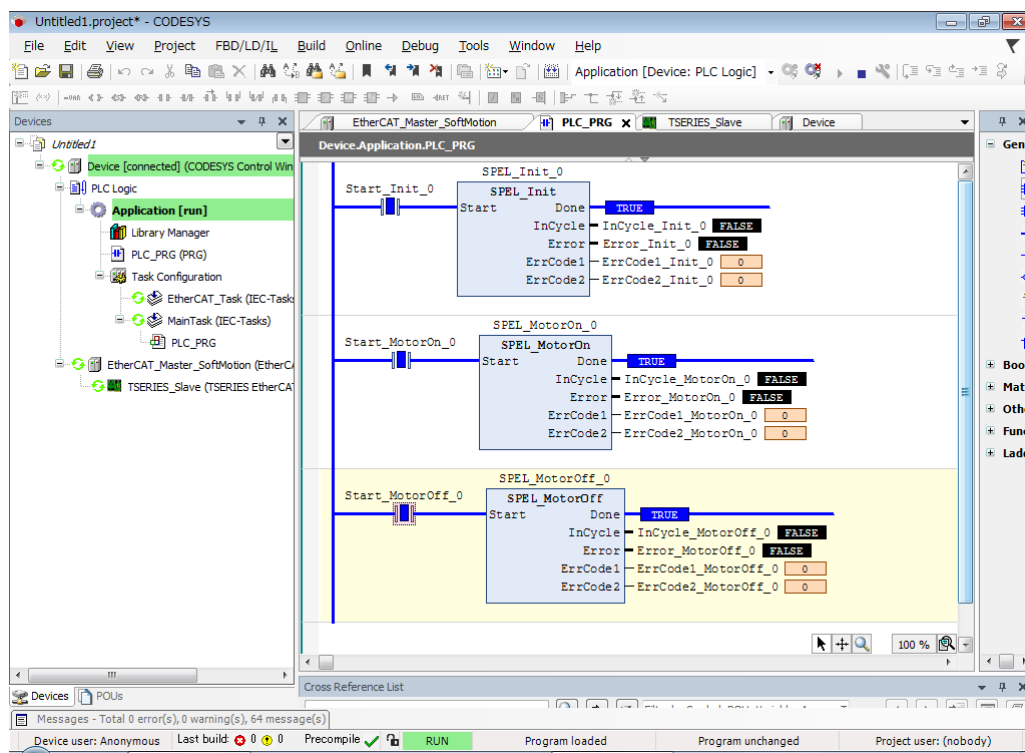 Untitled1.project* - CODESYS
File Edit View Project FBD/LD/IL Build Online Debug Tools Window Help
Application [Device: PLC Logic]
Devices
EtherCAT_Master_SoftMotion PLC_PRG TSERIES_Slave Device
Untitled1
Device [connected] (CODESYS Control Win
PLC Logic
Application [run]
Library Manager
PLC_PRG (PRG)
Task Configuration
EtherCAT_Task (IEC-Task
MainTask (IEC-Tasks)
PLC_PRG
EtherCAT_Master_SoftMotion (EtherCA
TSERIES_Slave (TSERIES EtherCAT
Device.Application.PLC_PRG
SPEL_Init_0
Start_Init_0 SPEL_Init
Start Done TRUE
InCycle InCycle_Init_0 FALSE
Error Error_Init_0 FALSE
ErrCode1 ErrCode1_Init_0 0
ErrCode2 ErrCode2_Init_0 0
SPEL_MotorOn_0
Start_MotorOn_0 SPEL_MotorOn
Start Done TRUE
InCycle InCycle_MotorOn_0 FALSE
Error Error_MotorOn_0 FALSE
ErrCode1 ErrCode1_MotorOn_0 0
ErrCode2 ErrCode2_MotorOn_0 0
SPEL_MotorOff_0
Start_MotorOff_0 SPEL_MotorOff
Start Done TRUE
InCycle InCycle_MotorOff_0 FALSE
Error Error_MotorOff_0 FALSE
ErrCode1 ErrCode1_MotorOff_0 0
ErrCode2 ErrCode2_MotorOff_0 0
100 %
Gen
Boo
Mat
Oth
Fun
Ladd
Devices POUs
Cross Reference List
Messages - Total 0 error(s), 0 warning(s), 64 message(s)
Device user: Anonymous Last build: 0 0 Precompile RUN Program loaded Program unchanged Project user: (nobody)